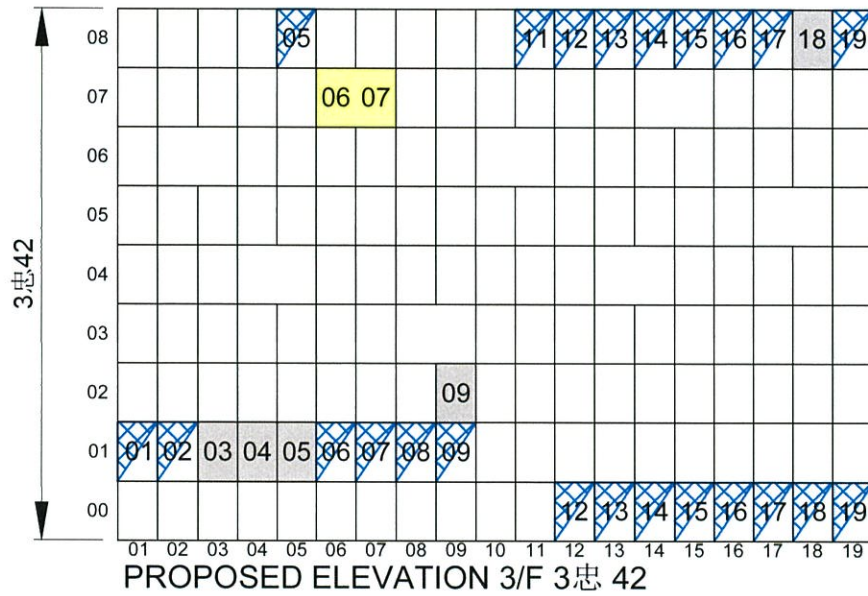 08 05 11 12 13 14 15 16 17 18 19
07 06 07
06
05
04
03
02 09
01 01 02 03 04 05 06 07 08 09
00 12 13 14 15 16 17 18 19
01 02 03 04 05 06 07 08 09 10 11 12 13 14 15 16 17 18 19
3忠42
PROPOSED ELEVATION 3/F 3忠 42